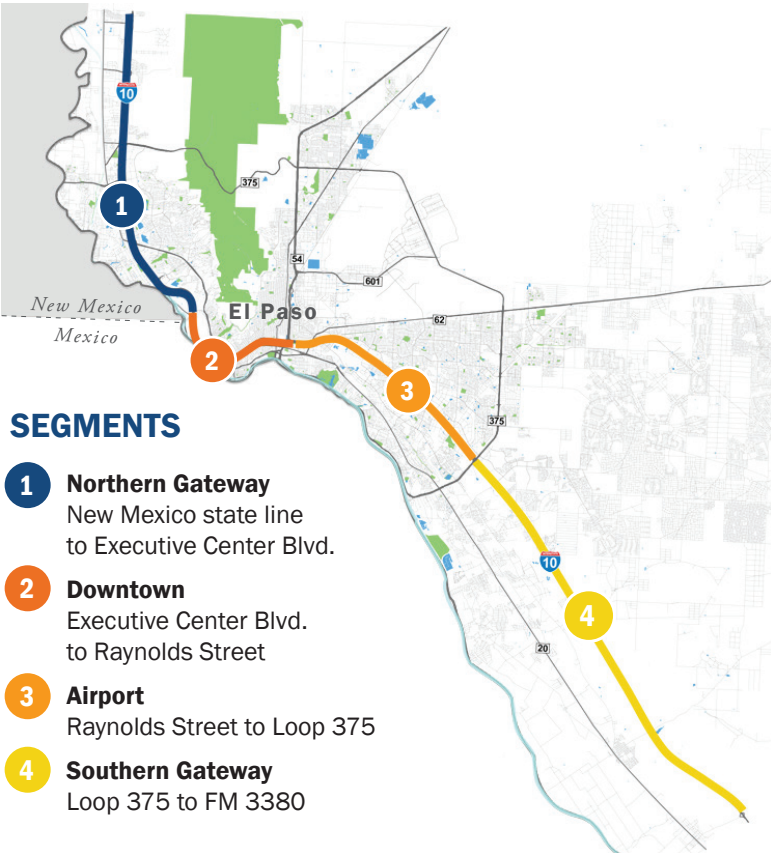 10
1
375
54
601
New Mexico
El Paso
62
Mexico
2
3
375
SEGMENTS
1 Northern Gateway
New Mexico state line
to Executive Center Blvd.
2 Downtown
Executive Center Blvd.
to Raynolds Street
3 Airport
Raynolds Street to Loop 375
4 Southern Gateway
Loop 375 to FM 3380
10
4
20